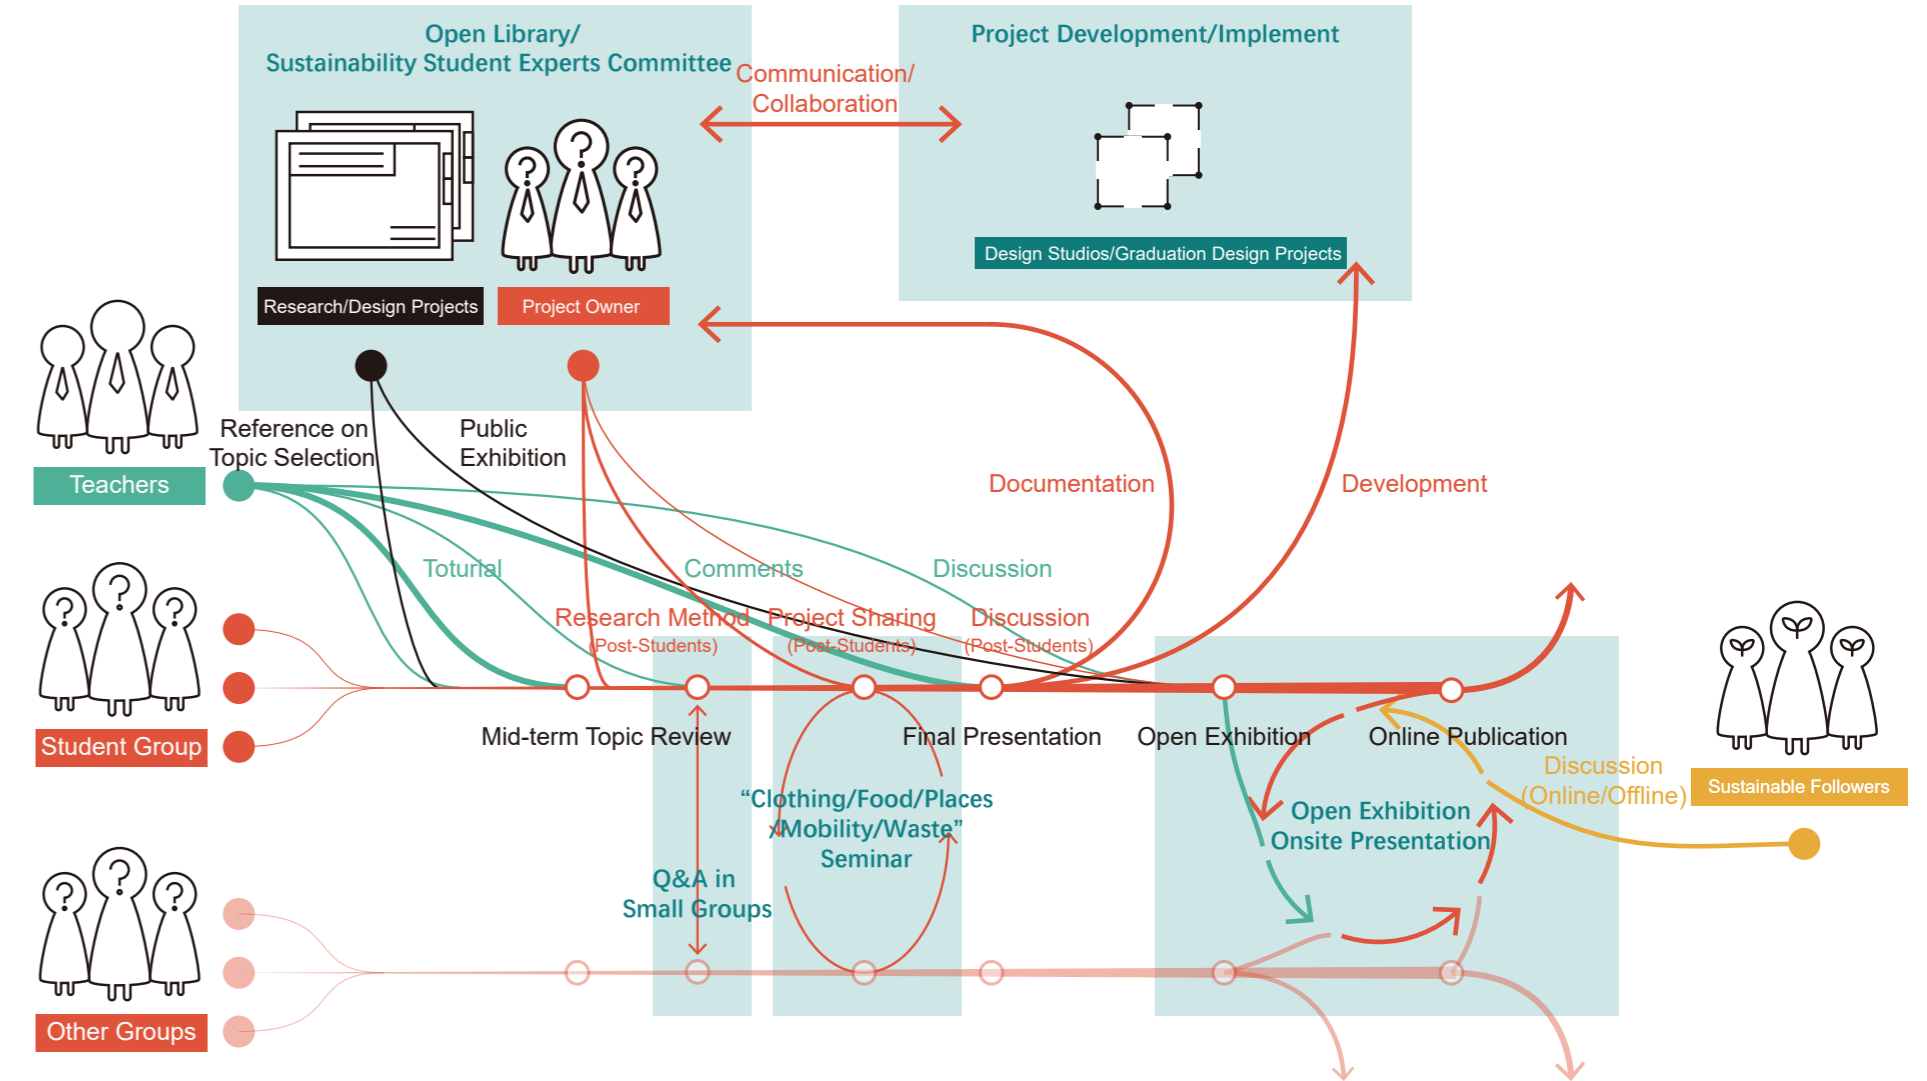 Open Library/
Sustainability Student Experts Committee
Project Development/Implement
Communication/
Collaboration
Design Studios/Graduation Design Projects
Research/Design Projects
Project Owner
Reference on
Topic Selection
Public
Exhibition
Teachers
Documentation
Development
Toturial
Comments
Discussion
Research Method
(Post-Students)
Project Sharing
(Post-Students)
Discussion
(Post-Students)
Student Group
Mid-term Topic Review
Final Presentation
Open Exhibition
Online Publication
Discussion
(Online/Offline)
Sustainable Followers
“Clothing/Food/Places
/Mobility/Waste”
Seminar
Open Exhibition
Onsite Presentation
Q&A in
Small Groups
Other Groups